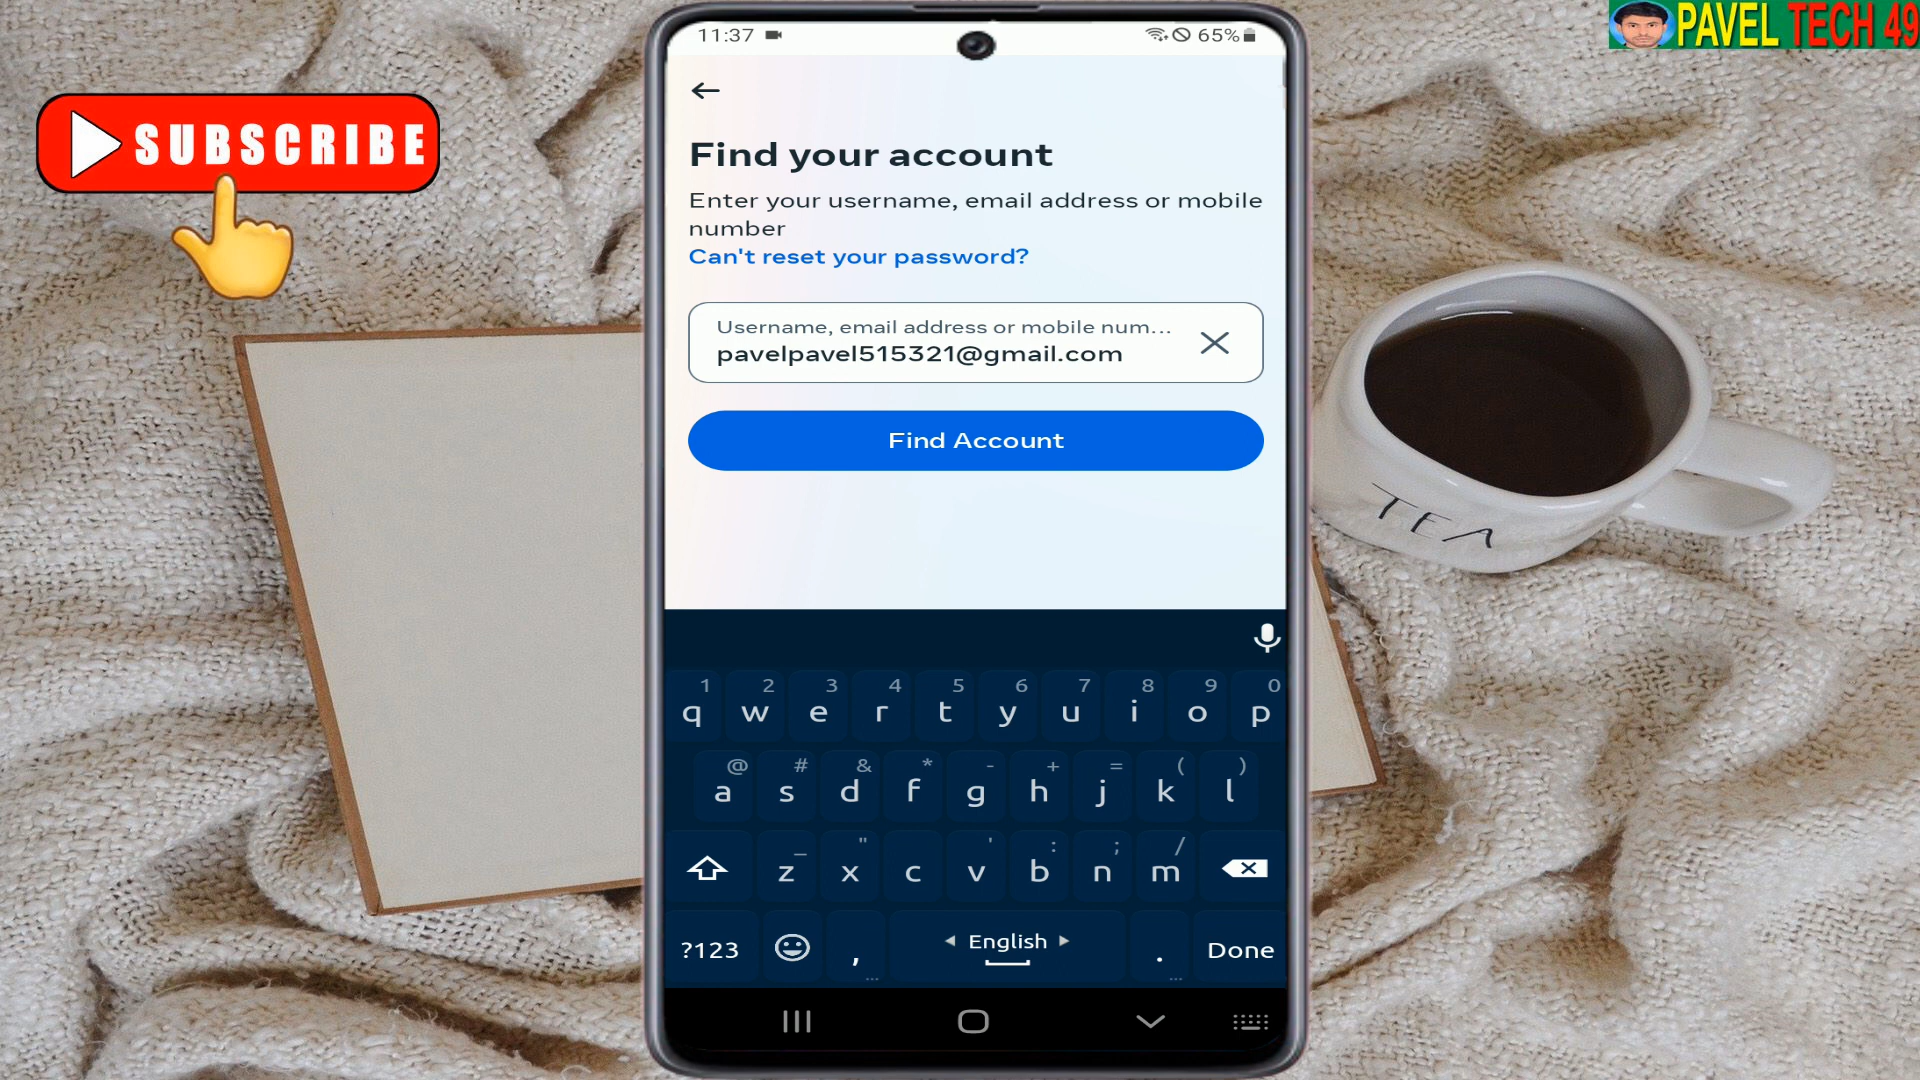 PAVEL TECH 49
SUBSCRIBE
11:37
65%
Find your account
Enter your username, email address or mobile
number
Can't reset your password?
Username, email address or mobile num...
pavelpavel515321@gmail.com
Find Account
1 2 3 4 5 6 7 8 9 0
q w e r t y u i o p
@ # & * - + = ( )
a s d f g h j k l
_ " ' : ; /
z x c v b n m
?123 , English . Done
TEA